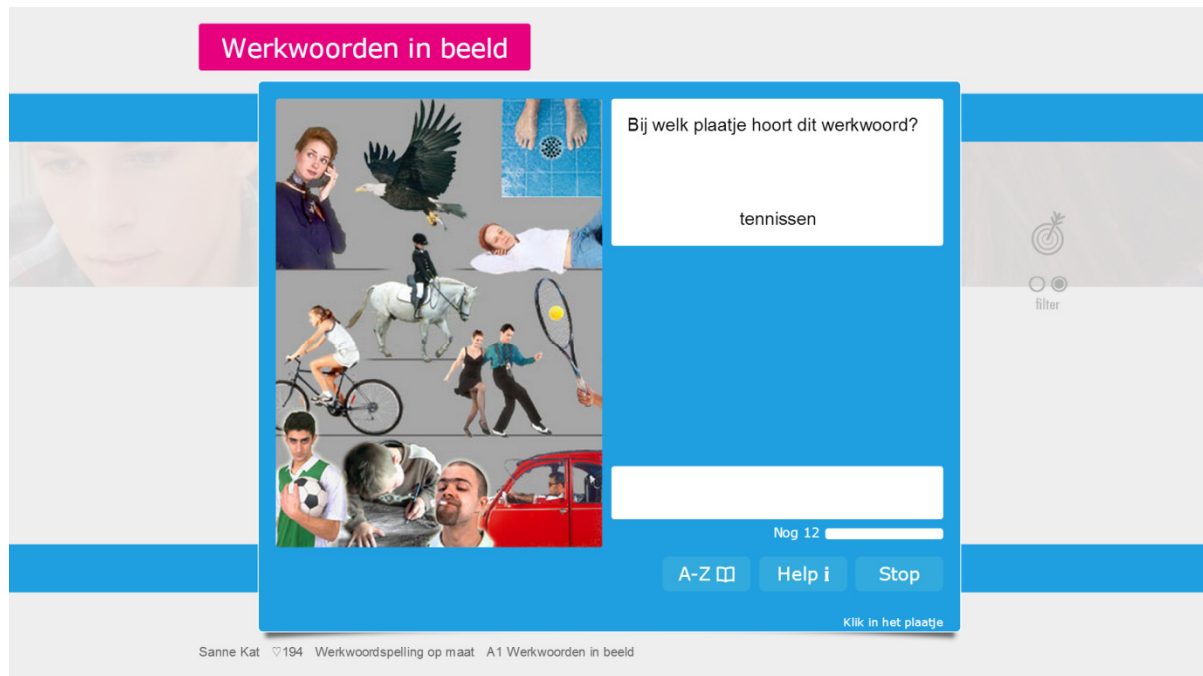 Werkwoorden in beeld
Bij welk plaatje hoort dit werkwoord?
tennissen
filter
Nog 12
A-Z Help i Stop
Klik in het plaatje
Sanne Kat ♡194 Werkwoordspelling op maat A1 Werkwoorden in beeld